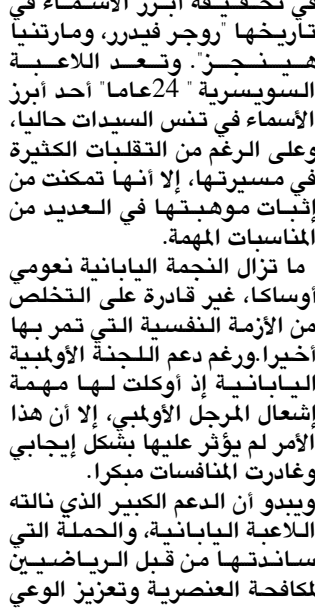 في تحقيقه أبرز الأسماء في
تاريخها "روجر فيدرر، ومارتنيا
هينجز". وتعد اللاعبة
السويسرية " 24عاما" أحد أبرز
الأسماء في تنس السيدات حاليا،
وعلى الرغم من التقلبات الكثيرة
في مسيرتها، إلا أنها تمكنت من
إثبات موهبتها في العديد من
المناسبات المهمة.
ما تزال النجمة اليابانية نعومي
أوساكا، غير قادرة على التخلص
من الأزمة النفسية التي تمر بها
أخيرا.ورغم دعم اللجنة الأولمبية
اليابانية إذ أوكلت لها مهمة
إشعال المرجل الأولمبي، إلا أن هذا
الأمر لم يؤثر عليها بشكل إيجابي
وغادرت المنافسات مبكرا.
ويبدو أن الدعم الكبير الذي نالته
اللاعبة اليابانية، والحملة التي
ساندتها من قبل الرياضيين
لمكافحة العنصرية وتعزيز الوعي